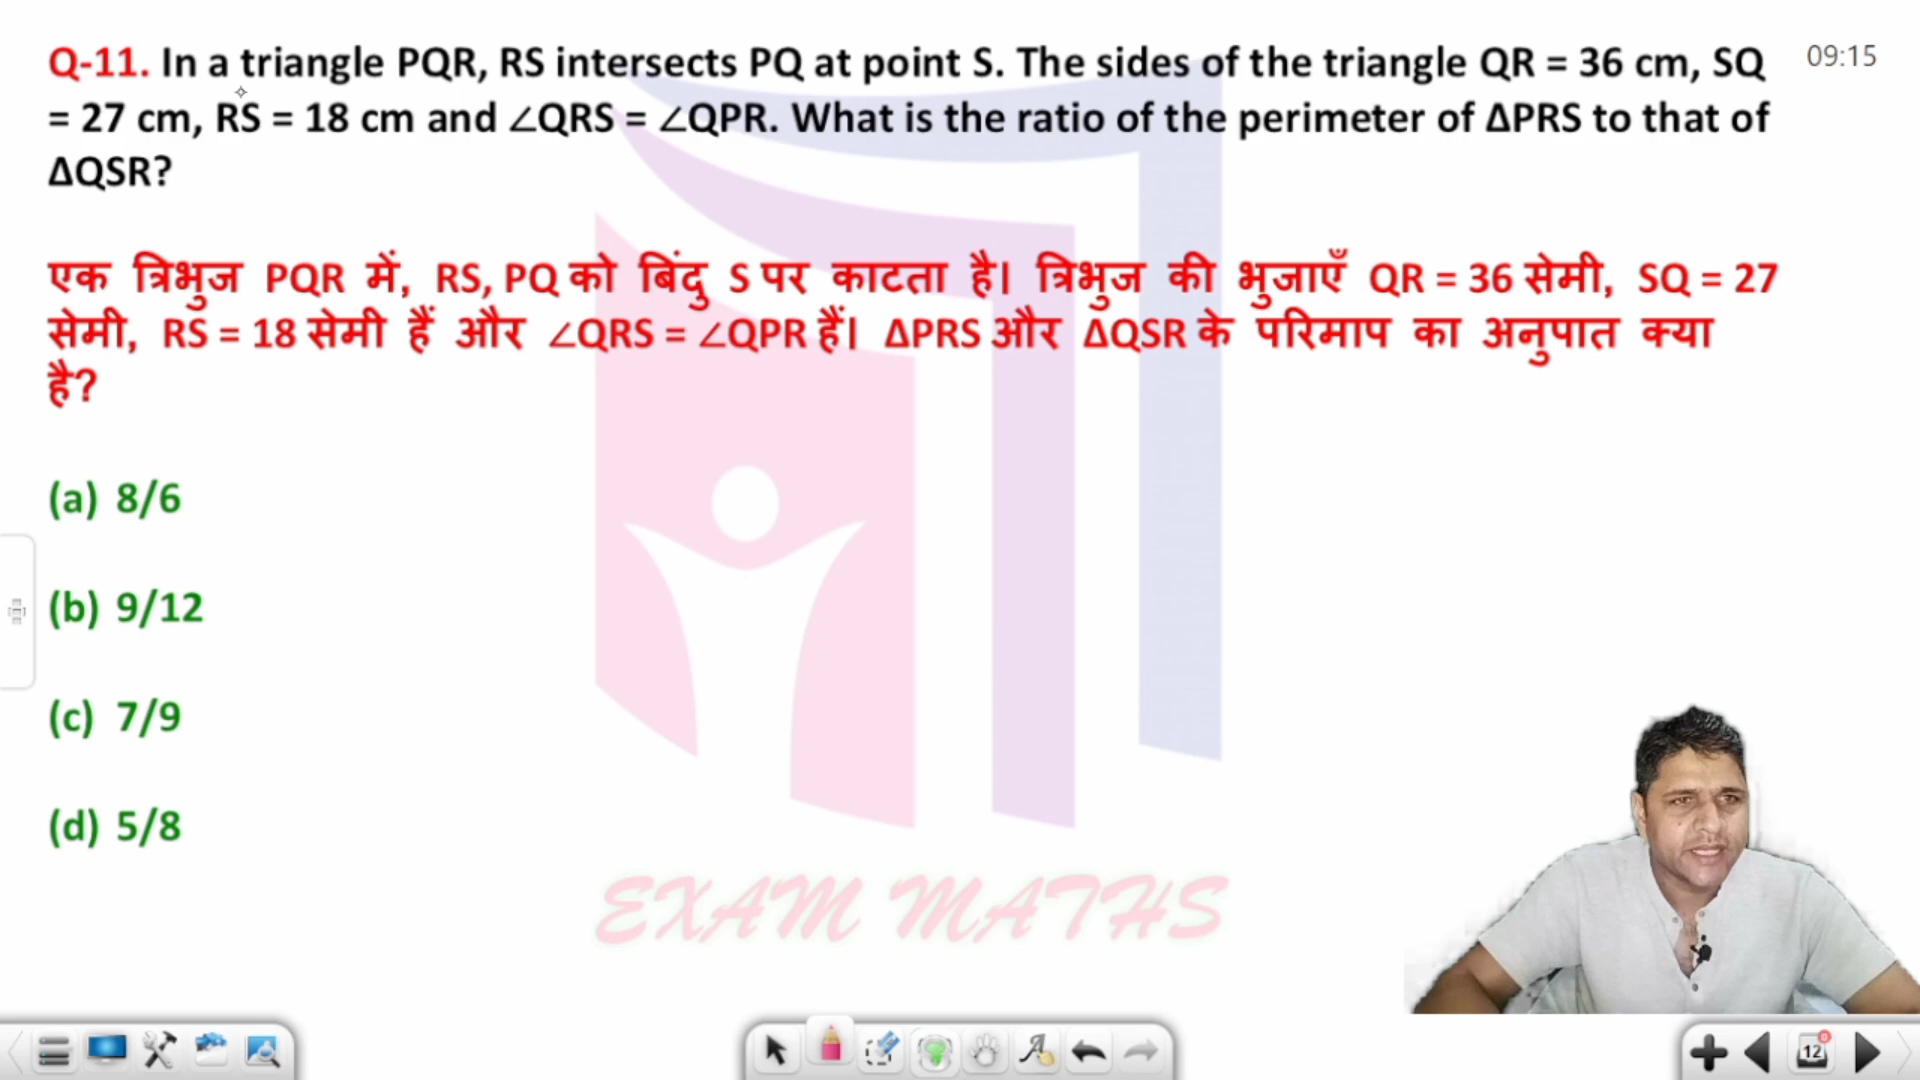 Q-11. In a triangle PQR, RS intersects PQ at point S. The sides of the triangle QR = 36 cm, SQ
= 27 cm, RS = 18 cm and ∠QRS = ∠QPR. What is the ratio of the perimeter of ΔPRS to that of
ΔQSR?
09:15
एक त्रिभुज PQR में, RS, PQ को बिंदु S पर काटता है। त्रिभुज की भुजाएँ QR = 36 सेमी, SQ = 27
सेमी, RS = 18 सेमी हैं और ∠QRS = ∠QPR हैं। ΔPRS और ΔQSR के परिमाप का अनुपात क्या
है?
(a) 8/6
(b) 9/12
(c) 7/9
(d) 5/8
EXAM MATHS
12